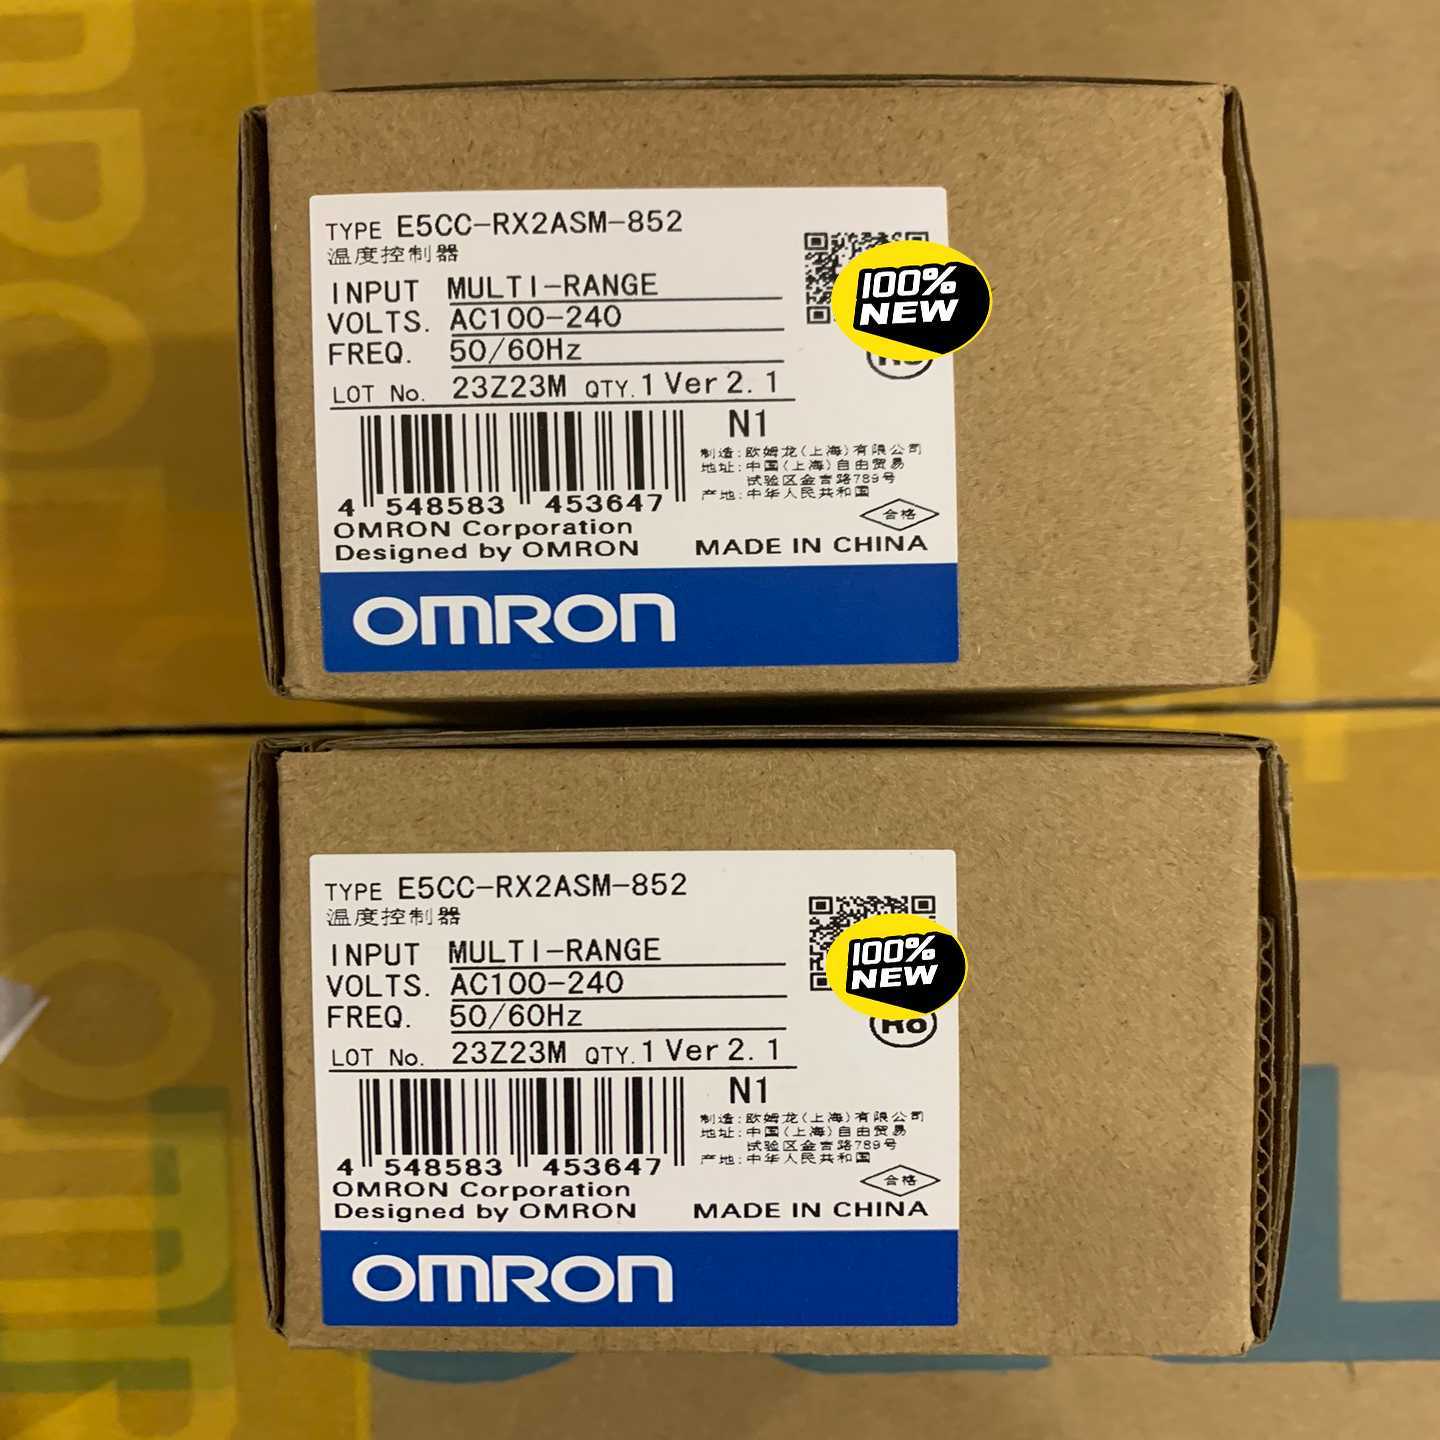 TYPE E5CC-RX2ASM-852
温度控制器
INPUT MULTI-RANGE
VOLTS. AC100-240
FREQ. 50/60Hz
LOT No. 23Z23M QTY.1 Ver 2.1
100% NEW
N1
4 548583 453647
制造:欧姆龙(上海)有限公司
地址:中国(上海)自由贸易
试验区金吉路789号
产地:中华人民共和国
合格
OMRON Corporation
Designed by OMRON MADE IN CHINA
OMRON
TYPE E5CC-RX2ASM-852
温度控制器
INPUT MULTI-RANGE
VOLTS. AC100-240
FREQ. 50/60Hz
LOT No. 23Z23M QTY.1 Ver 2.1
100% NEW
N1
4 548583 453647
制造:欧姆龙(上海)有限公司
地址:中国(上海)自由贸易
试验区金吉路789号
产地:中华人民共和国
合格
OMRON Corporation
Designed by OMRON MADE IN CHINA
OMRON